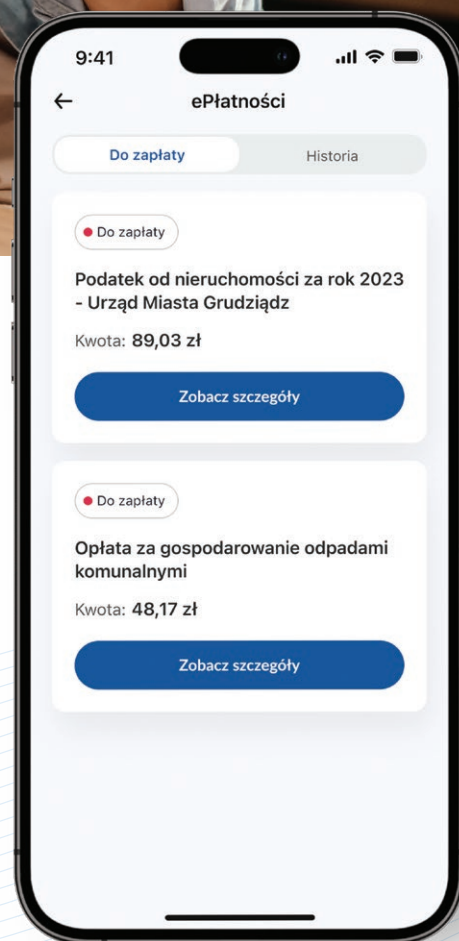 9:41
ePłatności
Do zapłaty
Historia
Do zapłaty
Podatek od nieruchomości za rok 2023
- Urząd Miasta Grudziądz
Kwota: 89,03 zł
Zobacz szczegóły
Do zapłaty
Opłata za gospodarowanie odpadami
komunalnymi
Kwota: 48,17 zł
Zobacz szczegóły